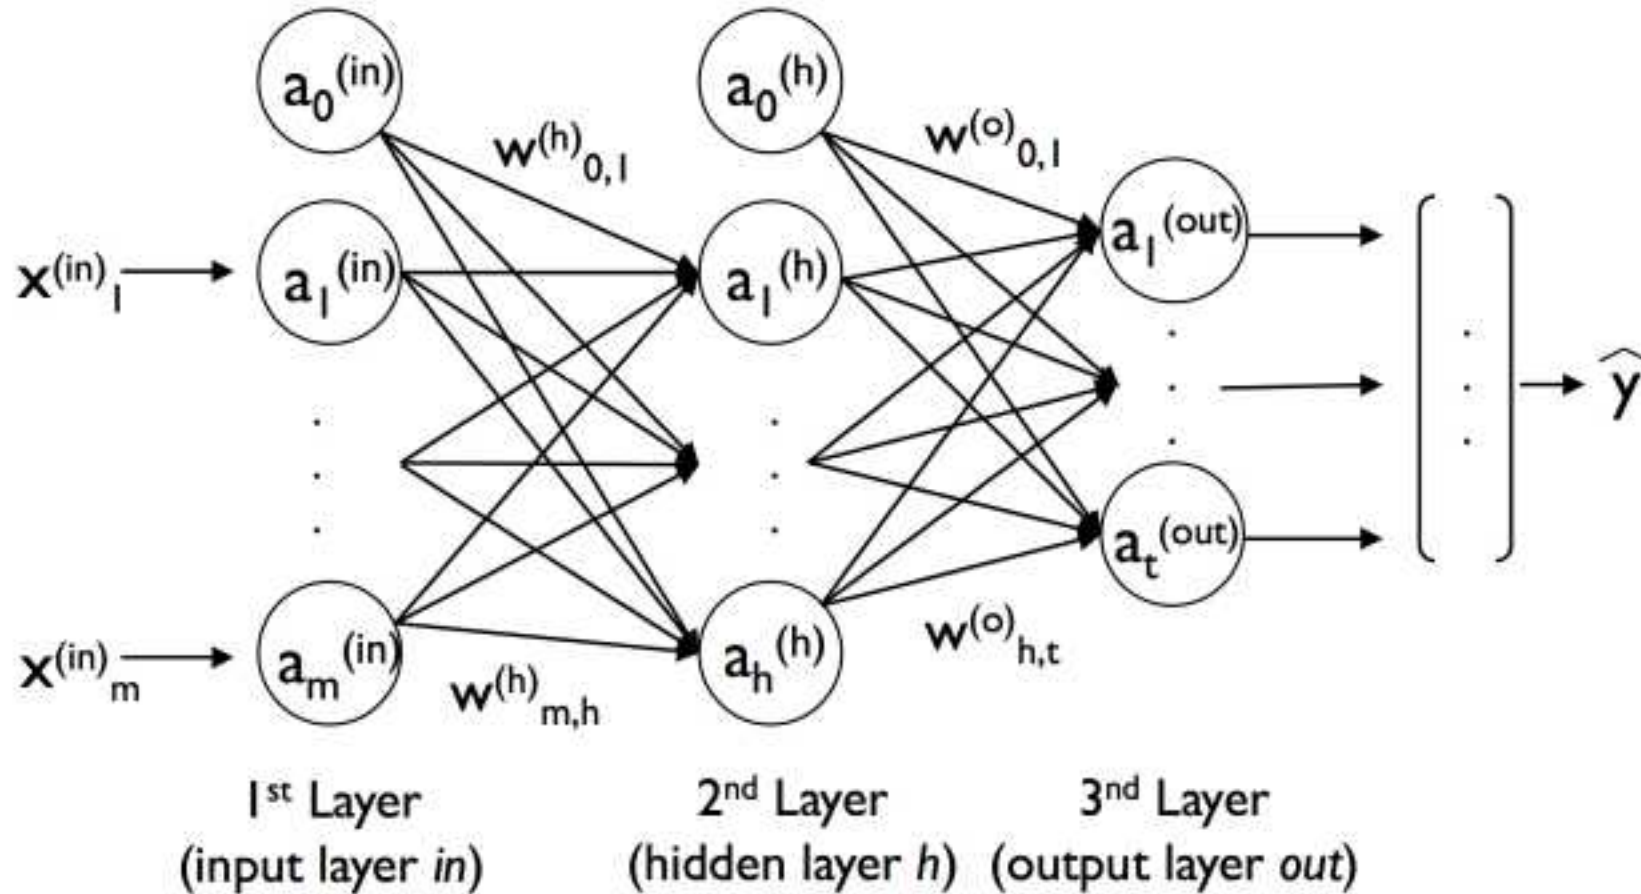 a0(in)
a0(h)
w(h)0,1
w(o)0,1
x(in)1
a1(in)
a1(h)
a1(out)
ŷ
at(out)
x(in)m
am(in)
w(h)m,h
ah(h)
w(o)h,t
1st Layer
(input layer in)
2nd Layer
(hidden layer h)
3nd Layer
(output layer out)